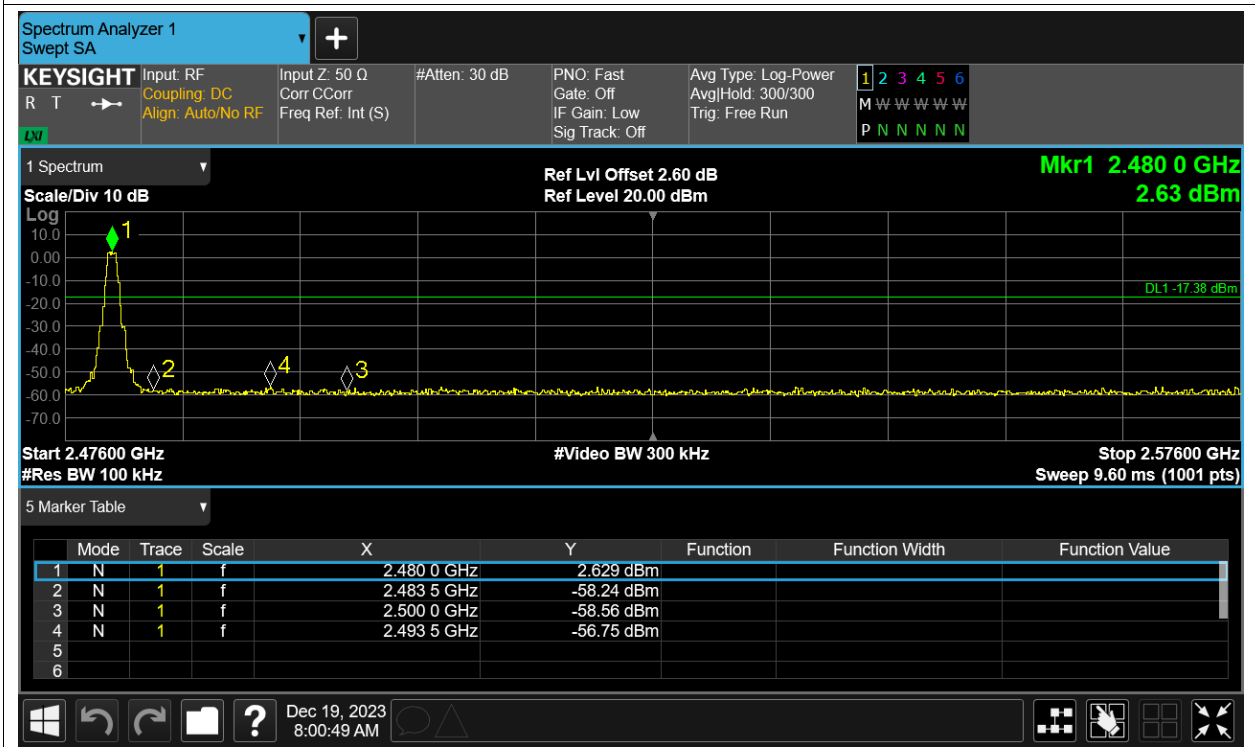 Spectrum Analyzer 1
Swept SA
+
KEYSIGHT Input: RF Input Z: 50 Ω #Atten: 30 dB PNO: Fast Avg Type: Log-Power 1 2 3 4 5 6
R T Coupling: DC Corr CCorr Gate: Off Avg|Hold: 300/300 M W W W W W
Align: Auto/No RF Freq Ref: Int (S) IF Gain: Low Trig: Free Run
LXI Sig Track: Off P N N N N N
1 Spectrum Ref Lvl Offset 2.60 dB Mkr1 2.480 0 GHz
Scale/Div 10 dB Ref Level 20.00 dBm 2.63 dBm
Log
10.0 1
0.00
-10.0
DL1 -17.38 dBm
-20.0
-30.0
-40.0
-50.0 2 4 3
-60.0
-70.0
Start 2.47600 GHz #Video BW 300 kHz Stop 2.57600 GHz
#Res BW 100 kHz Sweep 9.60 ms (1001 pts)
5 Marker Table
Mode Trace Scale X Y Function Function Width Function Value
1 N 1 f 2.480 0 GHz 2.629 dBm
2 N 1 f 2.483 5 GHz -58.24 dBm
3 N 1 f 2.500 0 GHz -58.56 dBm
4 N 1 f 2.493 5 GHz -56.75 dBm
5
6
? Dec 19, 2023
8:00:49 AM